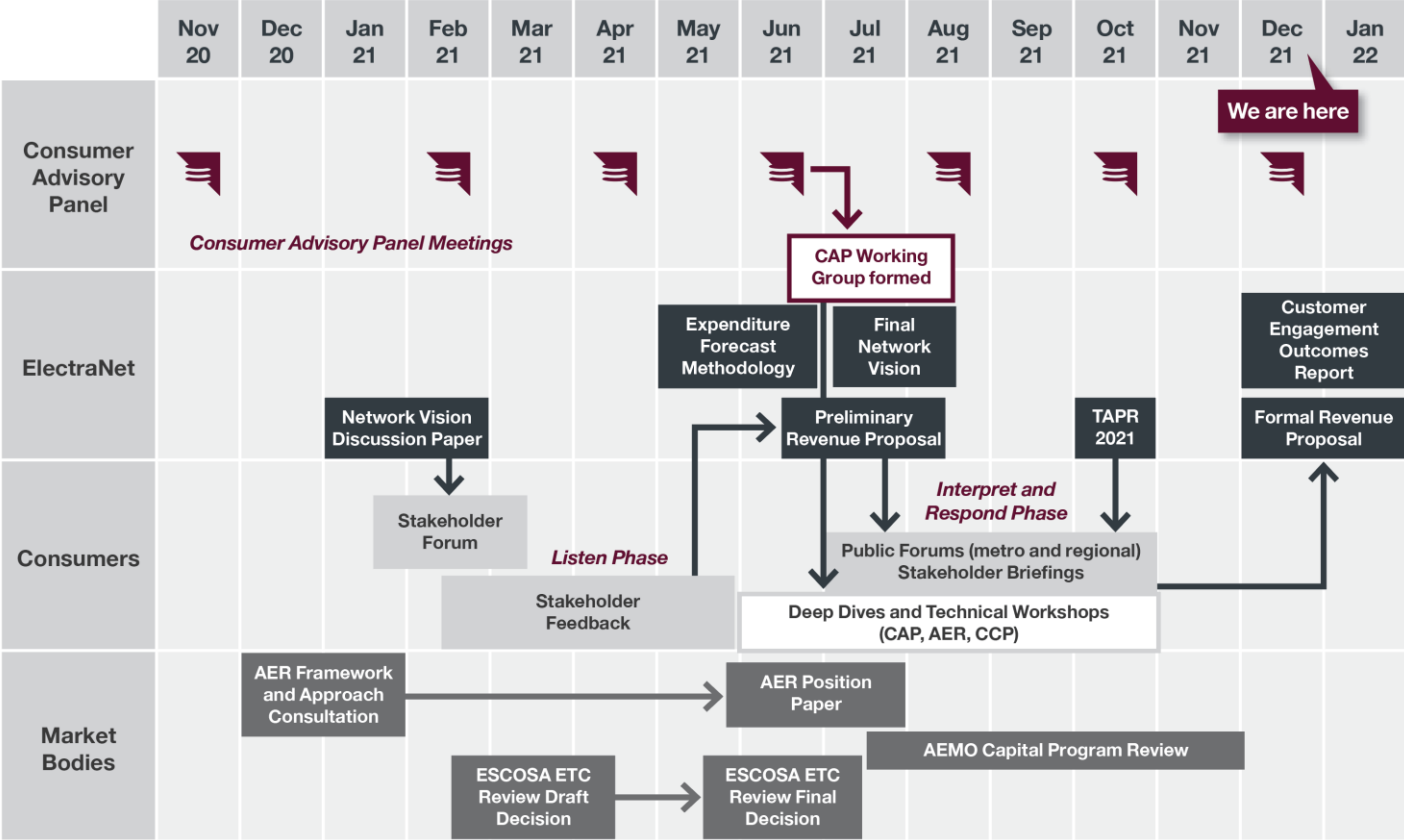 Nov
20
Dec
20
Jan
21
Feb
21
Mar
21
Apr
21
May
21
Jun
21
Jul
21
Aug
21
Sep
21
Oct
21
Nov
21
Dec
21
Jan
22
We are here
Consumer
Advisory
Panel
Consumer Advisory Panel Meetings
CAP Working
Group formed
ElectraNet
Expenditure
Forecast
Methodology
Final
Network
Vision
Customer
Engagement
Outcomes
Report
Network Vision
Discussion Paper
Preliminary
Revenue Proposal
TAPR
2021
Formal Revenue
Proposal
Consumers
Stakeholder
Forum
Listen Phase
Stakeholder
Feedback
Interpret and
Respond Phase
Public Forums (metro and regional)
Stakeholder Briefings
Deep Dives and Technical Workshops
(CAP, AER, CCP)
Market
Bodies
AER Framework
and Approach
Consultation
AER Position
Paper
AEMO Capital Program Review
ESCOSA ETC
Review Draft
Decision
ESCOSA ETC
Review Final
Decision